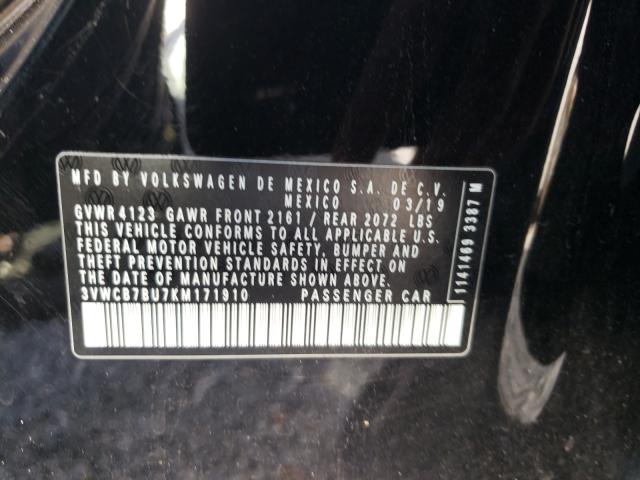 MFD BY VOLKSWAGEN DE MEXICO S.A. DE C.V.
MEXICO 03/19
GVWR 4123 GAWR FRONT 2161 / REAR 2072 LBS
THIS VEHICLE CONFORMS TO ALL APPLICABLE U.S.
FEDERAL MOTOR VEHICLE SAFETY, BUMPER AND
THEFT PREVENTION STANDARDS IN EFFECT ON
THE DATE OF MANUFACTURE SHOWN ABOVE.
3VWCB7BU7KM171910 PASSENGER CAR
1141469 3387 M